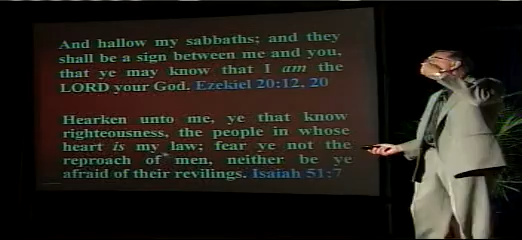 And hallow my sabbaths; and they
shall be a sign between me and you,
that ye may know that I am the
LORD your God. Ezekiel 20:12, 20
Hearken unto me, ye that know
righteousness, the people in whose
heart is my law; fear ye not the
reproach of men, neither be ye
afraid of their revilings. Isaiah 51:7